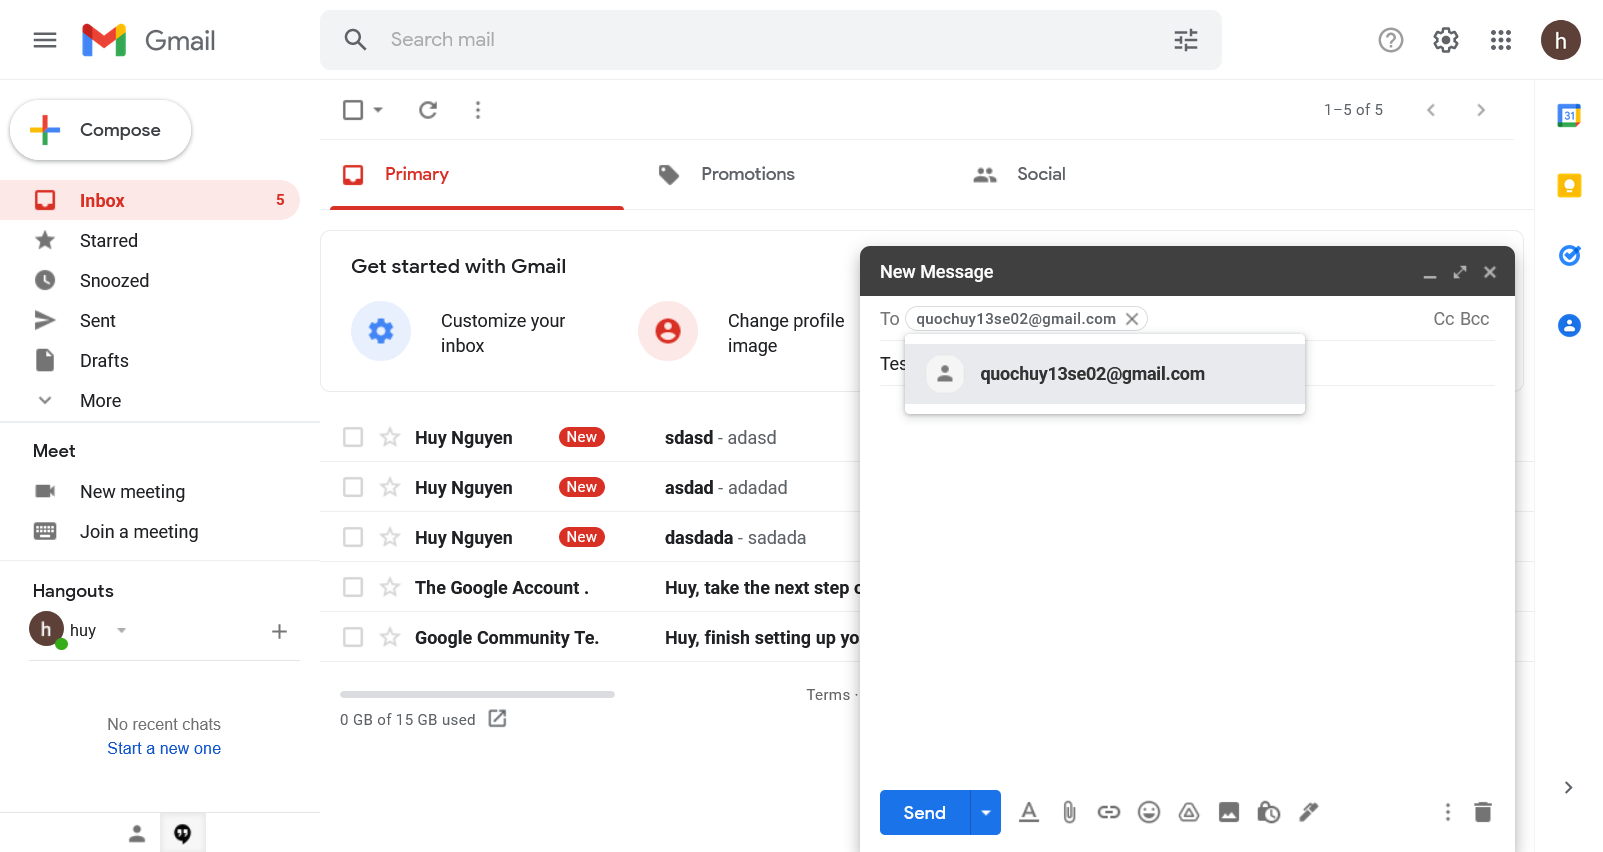 Gmail
Search mail
h
Compose
1–5 of 5
31
Primary
Promotions
Social
Inbox 5
Starred
Snoozed
Sent
Drafts
More
Get started with Gmail
Customize your
inbox
Change profile
image
New Message
To quochuy13se02@gmail.com Cc Bcc
Tes
quochuy13se02@gmail.com
Huy Nguyen New sdasd - adasd
Huy Nguyen New asdad - adadad
Huy Nguyen New dasdada - sadada
The Google Account . Huy, take the next step
Google Community Te. Huy, finish setting up yo
Meet
New meeting
Join a meeting
Hangouts
h huy
No recent chats
Start a new one
0 GB of 15 GB used
Terms ·
Send